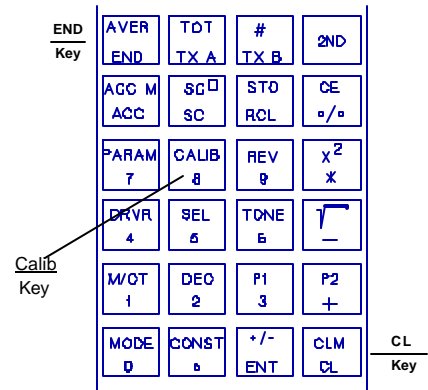 END
Key
AVER TOT #
END TX A TX B 2ND
ACC M SC□ STO CE
ACC SC RCL %
PARAM CALIB REV X²
7 8 9 *
DRVR SEL TONE √
4 5 6 —
Calib
Key
M/CT DEG P1 P2
1 2 3 +
MODE CONST +/- CLM
0 . ENT CL
CL
Key